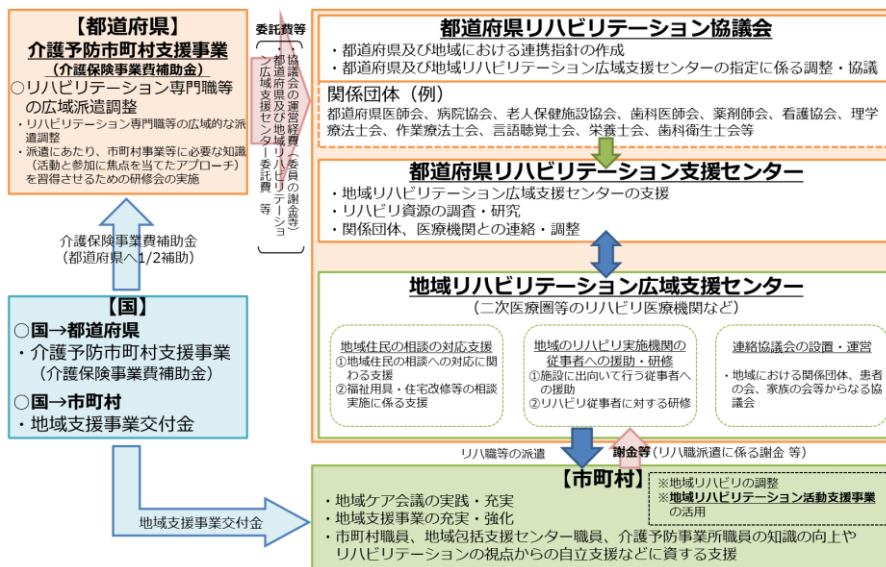 【都道府県】
介護予防市町村支援事業
（介護保険事業費補助金）
○リハビリテーション専門職等
の広域派遣調整
・リハビリテーション専門職等の広域的な派
遣調整
・派遣にあたり、市町村事業等に必要な知識
（活動と参加に焦点を当てたアプローチ）
を習得させるための研修会の実施
介護保険事業費補助金
（都道府県へ1/2補助）
【国】
○国→都道府県
・介護予防市町村支援事業
（介護保険事業費補助金）
○国→市町村
・地域支援事業交付金
地域支援事業交付金
委託費等
・協議会の運営経費（委員の謝金等）
・都道府県及び地域リハビリテーショ
ン広域支援センター委託費 等
都道府県リハビリテーション協議会
・都道府県及び地域における連携指針の作成
・都道府県及び地域リハビリテーション広域支援センターの指定に係る調整・協議
関係団体（例）
都道府県医師会、病院協会、老人保健施設協会、歯科医師会、薬剤師会、看護協会、理学
療法士会、作業療法士会、言語聴覚士会、栄養士会、歯科衛生士会等
都道府県リハビリテーション支援センター
・地域リハビリテーション広域支援センターの支援
・リハビリ資源の調査・研究
・関係団体、医療機関との連絡・調整
地域リハビリテーション広域支援センター
（二次医療圏等のリハビリ医療機関など）
地域住民の相談の対応支援
①地域住民の相談への対応に関
わる支援
②福祉用具・住宅改修等の相談
実施に係る支援
地域のリハビリ実施機関の
従事者への援助・研修
①施設に出向いて行う従事者へ
の援助
②リハビリ従事者に対する研修
連絡協議会の設置・運営
・地域における関係団体、患者
の会、家族の会等からなる協
議会
リハ職等の派遣
謝金等(リハ職派遣に係る謝金 等)
【市町村】
※地域リハビリの調整
※地域リハビリテーション活動支援事業
の活用
・地域ケア会議の実践・充実
・地域支援事業の充実・強化
・市町村職員、地域包括支援センター職員、介護予防事業所職員の知識の向上や
リハビリテーションの視点からの自立支援などに資する支援